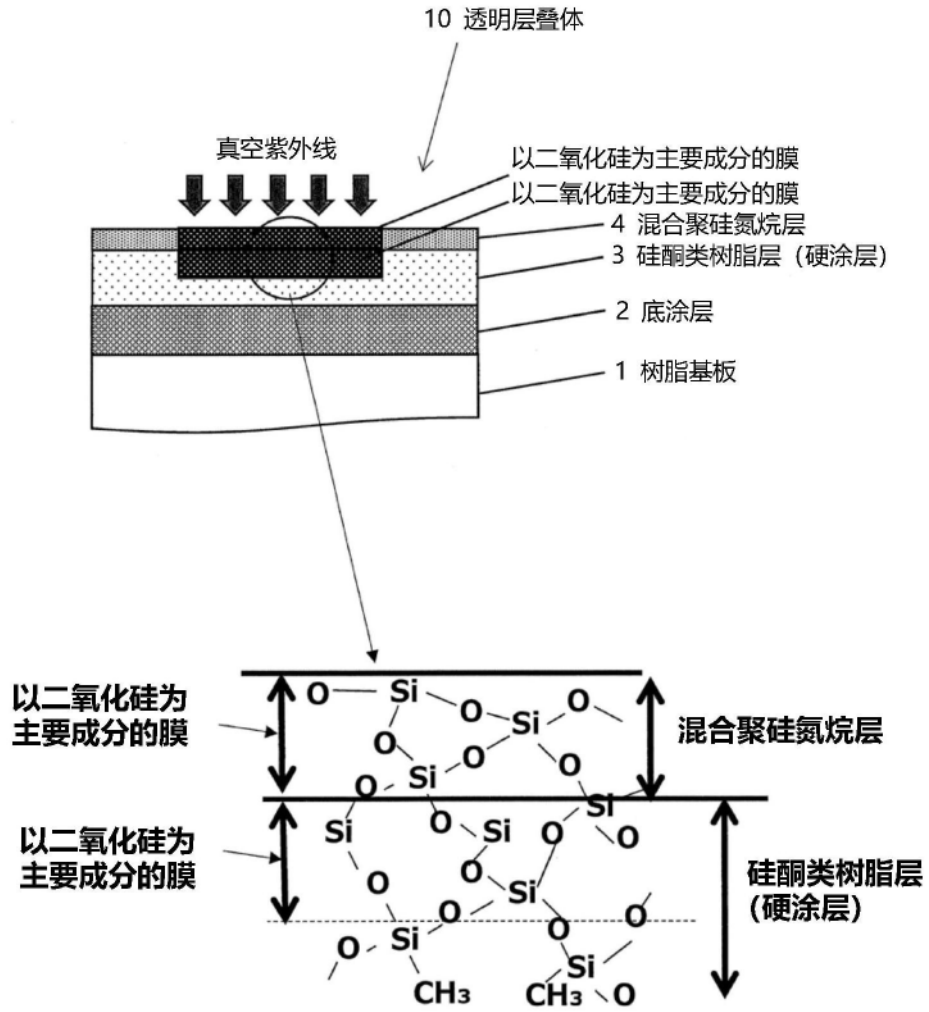 10 透明层叠体
真空紫外线
以二氧化硅为主要成分的膜
以二氧化硅为主要成分的膜
4 混合聚硅氮烷层
3 硅酮类树脂层（硬涂层）
2 底涂层
1 树脂基板
以二氧化硅为
主要成分的膜
混合聚硅氮烷层
以二氧化硅为
主要成分的膜
硅酮类树脂层
（硬涂层）
O Si O Si O
O O O
O Si Si
Si O Si O O
O O Si
O Si O O O
Si
CH₃ CH₃ O